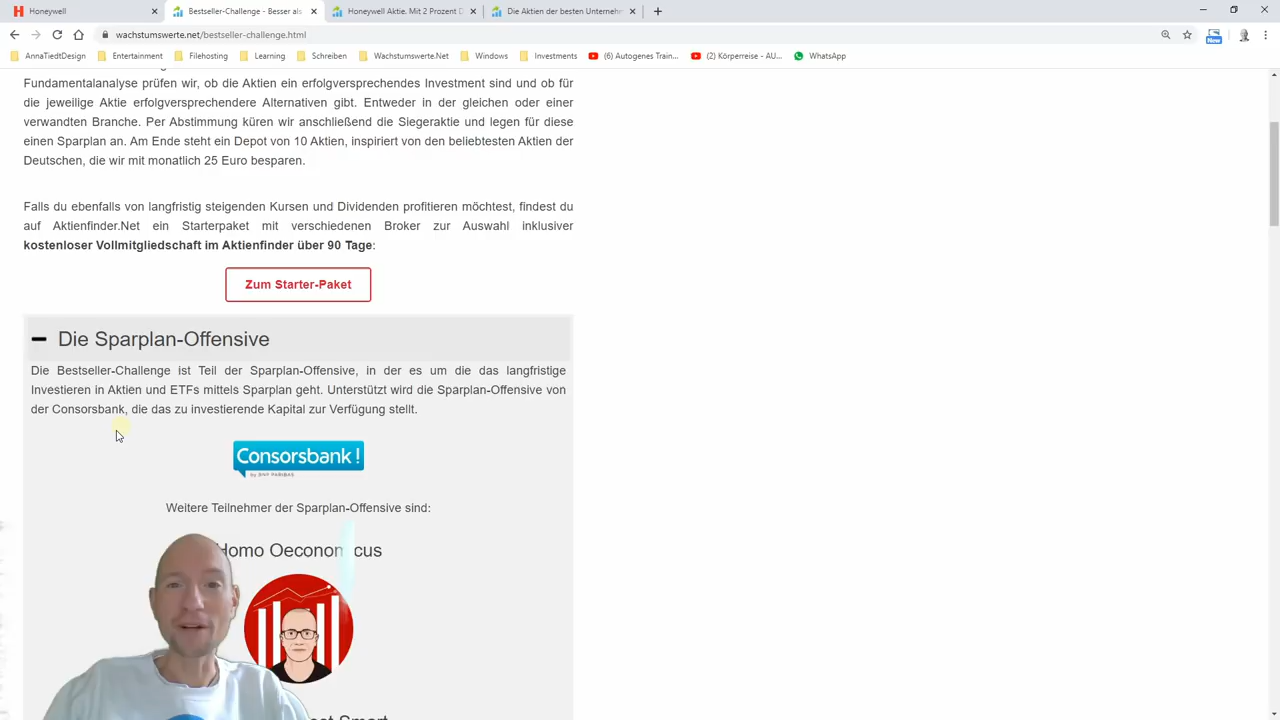 Honeywell
Bestseller-Challenge - Besser als
Honeywell Aktie. Mit 2 Prozent D
Die Aktien der besten Unternehm
wachstumswerte.net/bestseller-challenge.html
New
AnnaTiedtDesign
Entertainment
Filehosting
Learning
Schreiben
Wachstumswerte.Net
Windows
Investments
(6) Autogenes Train...
(2) Körperreise - AU...
WhatsApp
Fundamentalanalyse prüfen wir, ob die Aktien ein erfolgversprechendes Investment sind und ob für
die jeweilige Aktie erfolgversprechendere Alternativen gibt. Entweder in der gleichen oder einer
verwandten Branche. Per Abstimmung küren wir anschließend die Siegeraktie und legen für diese
einen Sparplan an. Am Ende steht ein Depot von 10 Aktien, inspiriert von den beliebtesten Aktien der
Deutschen, die wir mit monatlich 25 Euro besparen.
Falls du ebenfalls von langfristig steigenden Kursen und Dividenden profitieren möchtest, findest du
auf Aktienfinder.Net ein Starterpaket mit verschiedenen Broker zur Auswahl inklusiver
kostenloser Vollmitgliedschaft im Aktienfinder über 90 Tage:
Zum Starter-Paket
Die Sparplan-Offensive
Die Bestseller-Challenge ist Teil der Sparplan-Offensive, in der es um die das langfristige
Investieren in Aktien und ETFs mittels Sparplan geht. Unterstützt wird die Sparplan-Offensive von
der Consorsbank, die das zu investierende Kapital zur Verfügung stellt.
Consorsbank!
by BNP PARIBAS
Weitere Teilnehmer der Sparplan-Offensive sind:
Homo Oeconomicus
Smart